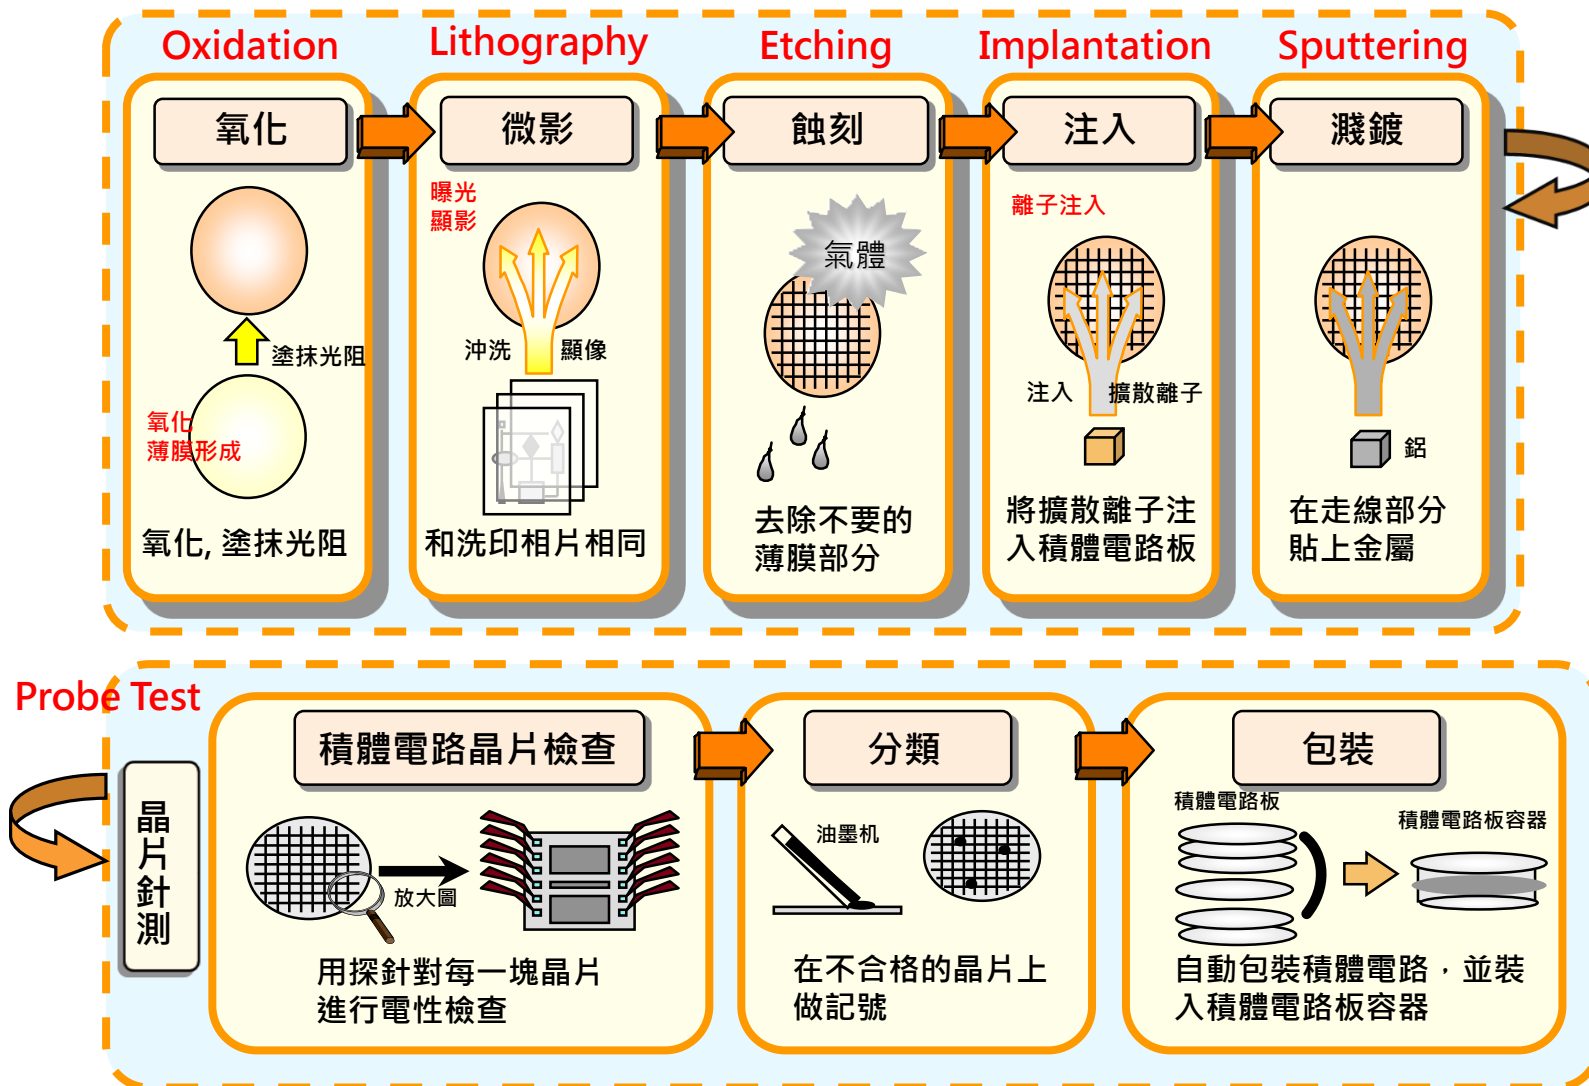 Oxidation
Lithography
Etching
Implantation
Sputtering
氧化
微影
蝕刻
注入
濺鍍
塗抹光阻
氧化
薄膜形成
氧化, 塗抹光阻
曝光
顯影
沖洗
顯像
和洗印相片相同
氣體
去除不要的
薄膜部分
離子注入
注入
擴散離子
將擴散離子注
入積體電路板
鋁
在走線部分
貼上金屬
Probe Test
晶片針測
積體電路晶片檢查
放大圖
用探針對每一塊晶片
進行電性檢查
分類
油墨机
在不合格的晶片上
做記號
包裝
積體電路板
積體電路板容器
自動包裝積體電路，並裝
入積體電路板容器